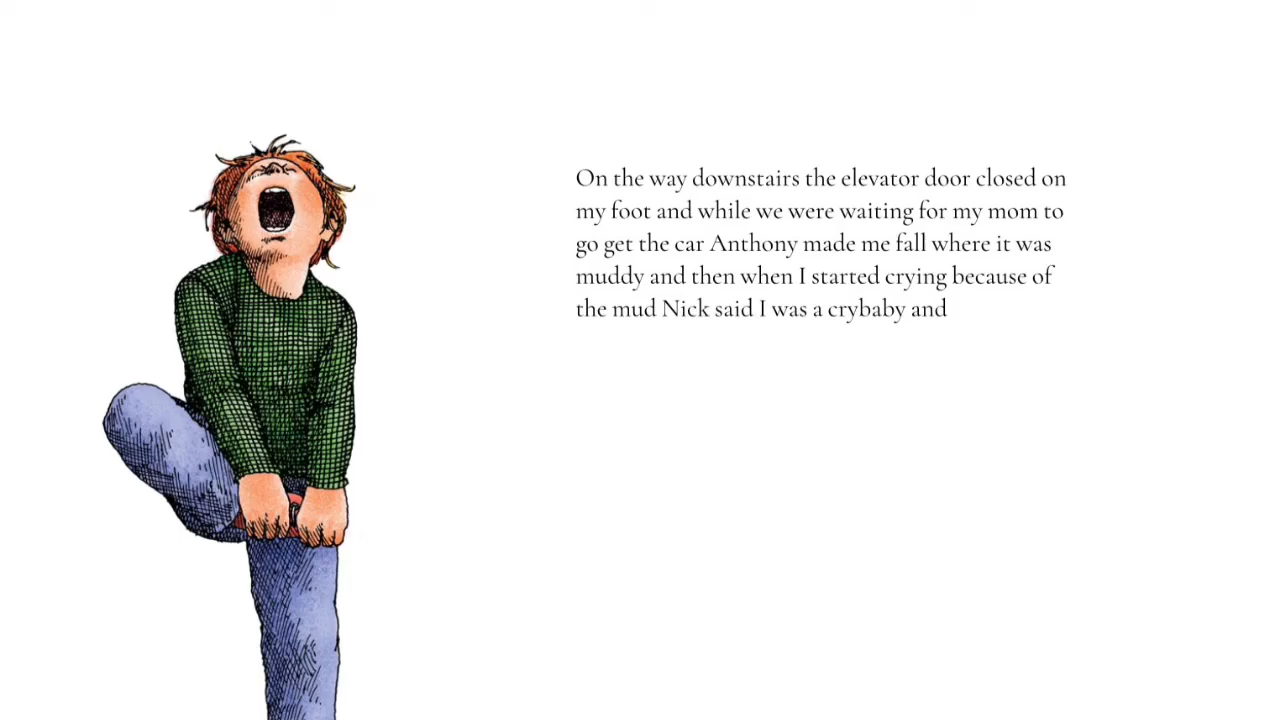 On the way downstairs the elevator door closed on
my foot and while we were waiting for my mom to
go get the car Anthony made me fall where it was
muddy and then when I started crying because of
the mud Nick said I was a crybaby and